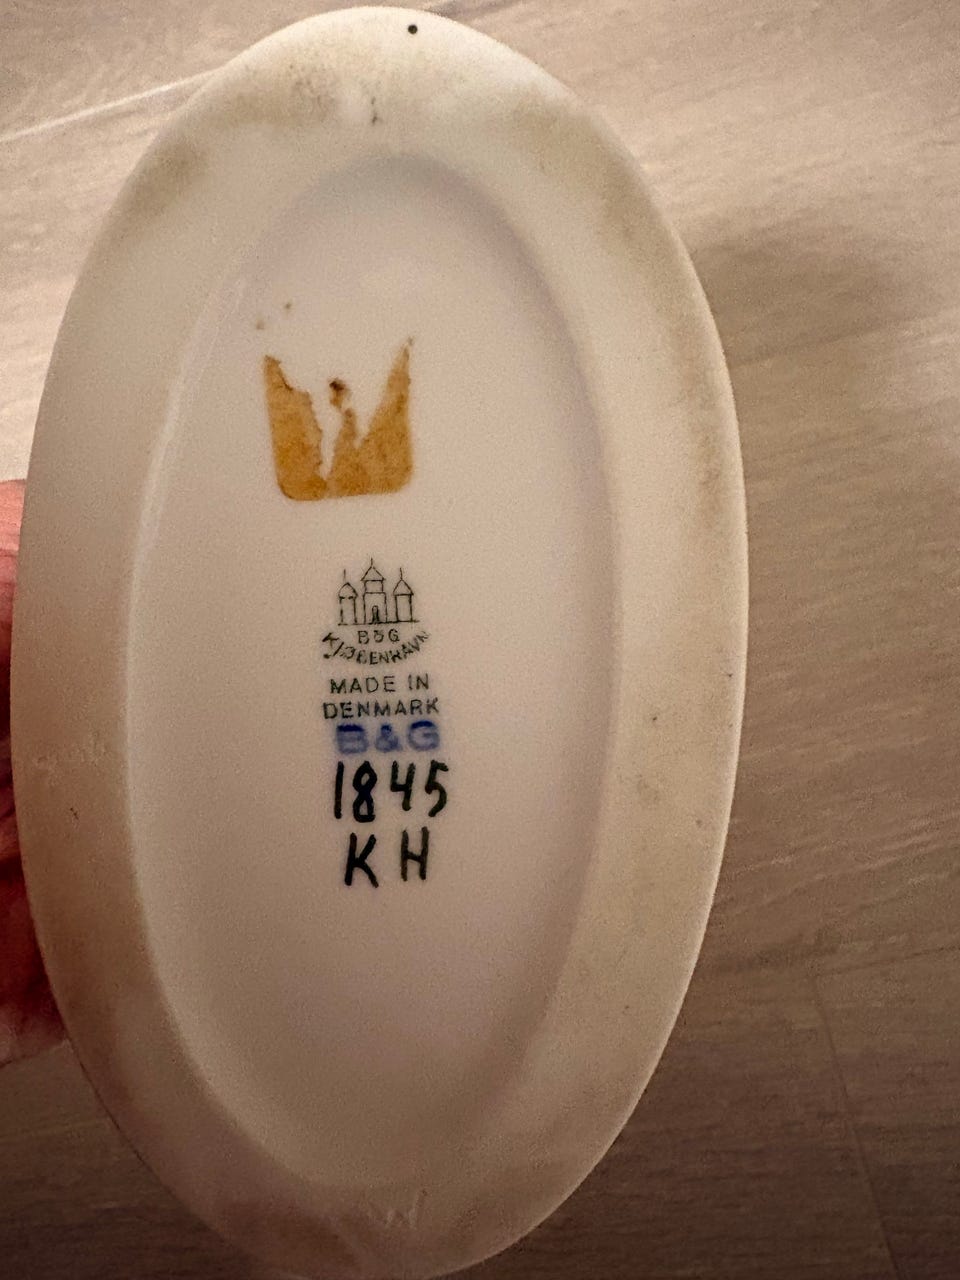 B&G
KJØBENHAVN
MADE IN
DENMARK
B&G
1845
KH